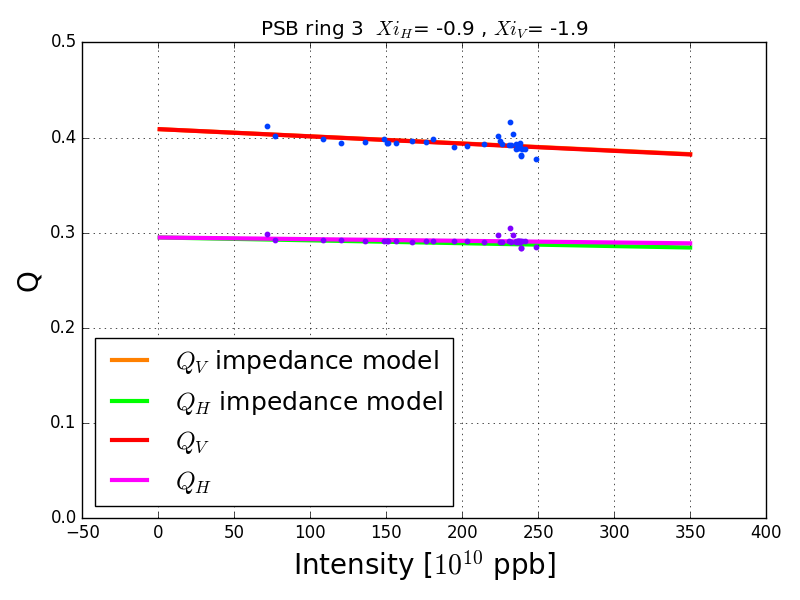 PSB ring 3 Xi_H= -0.9 , Xi_V= -1.9
0.5
0.4
0.3
0.2
0.1
0.0
Q
Q_V impedance model
Q_H impedance model
Q_V
Q_H
−50 0 50 100 150 200 250 300 350 400
Intensity [10^10 ppb]